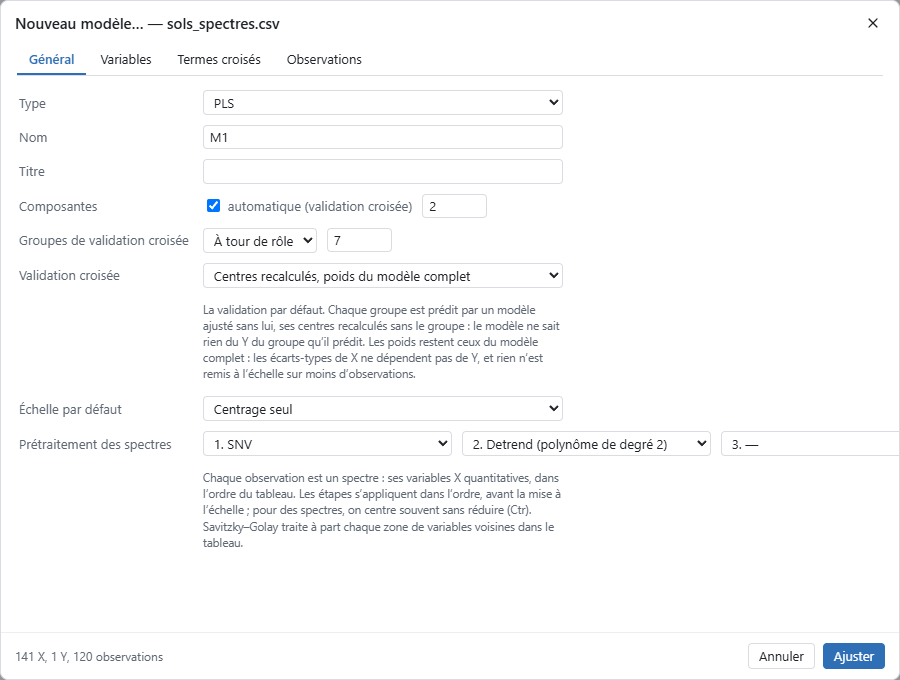 Nouveau modèle... — sols_spectres.csv
Général Variables Termes croisés Observations
Type PLS
Nom M1
Titre
Composantes automatique (validation croisée) 2
Groupes de validation croisée À tour de rôle 7
Validation croisée Centres recalculés, poids du modèle complet
La validation par défaut. Chaque groupe est prédit par un modèle
ajusté sans lui, ses centres recalculés sans le groupe : le modèle ne sait
rien du Y du groupe qu’il prédit. Les poids restent ceux du modèle
complet : les écarts-types de X ne dépendent pas de Y, et rien n’est
remis à l’échelle sur moins d’observations.
Échelle par défaut Centrage seul
Prétraitement des spectres 1. SNV 2. Detrend (polynôme de degré 2) 3. —
Chaque observation est un spectre : ses variables X quantitatives, dans
l’ordre du tableau. Les étapes s’appliquent dans l’ordre, avant la mise à
l’échelle ; pour des spectres, on centre souvent sans réduire (Ctr).
Savitzky–Golay traite à part chaque zone de variables voisines dans le
tableau.
141 X, 1 Y, 120 observations Annuler Ajuster